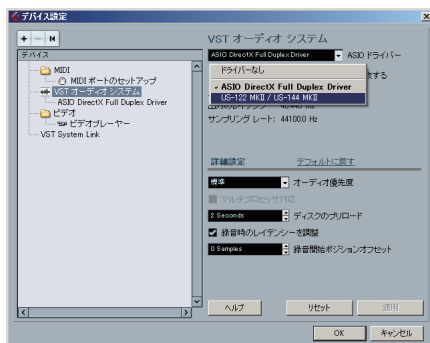 デバイス設定
デバイス
MIDI
MIDI ポートのセットアップ
VST オーディオ システム
ASIO DirectX Full Duplex Driver
ビデオ
ビデオプレーヤー
VST System Link
VST オーディオ システム
ASIO DirectX Full Duplex Driver
ASIO ドライバー
ドライバーなし
ASIO DirectX Full Duplex Driver
US-122 MKII / US-144 MKII
する
サンプリング レート: 44100.0 Hz
詳細設定
デフォルトに戻す
標準
オーディオ優先度
マルチプロセッサ対応
2 Seconds
ディスクのプリロード
録音時のレイテンシーを調整
0 Samples
録音開始ポジションオフセット
ヘルプ
リセット
適用
OK
キャンセル